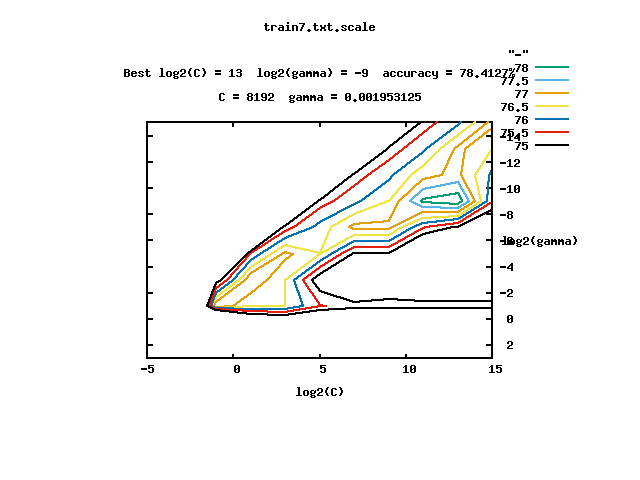 train7.txt.scale
"-"
78
Best log2(C) = 13 log2(gamma) = -9 accuracy = 78.4127%
77.5
77
C = 8192 gamma = 0.001953125
76.5
76
75.5
-14
75
-12
-10
-8
-6
log2(gamma)
-4
-2
0
2
-5 0 5 10 15
log2(C)